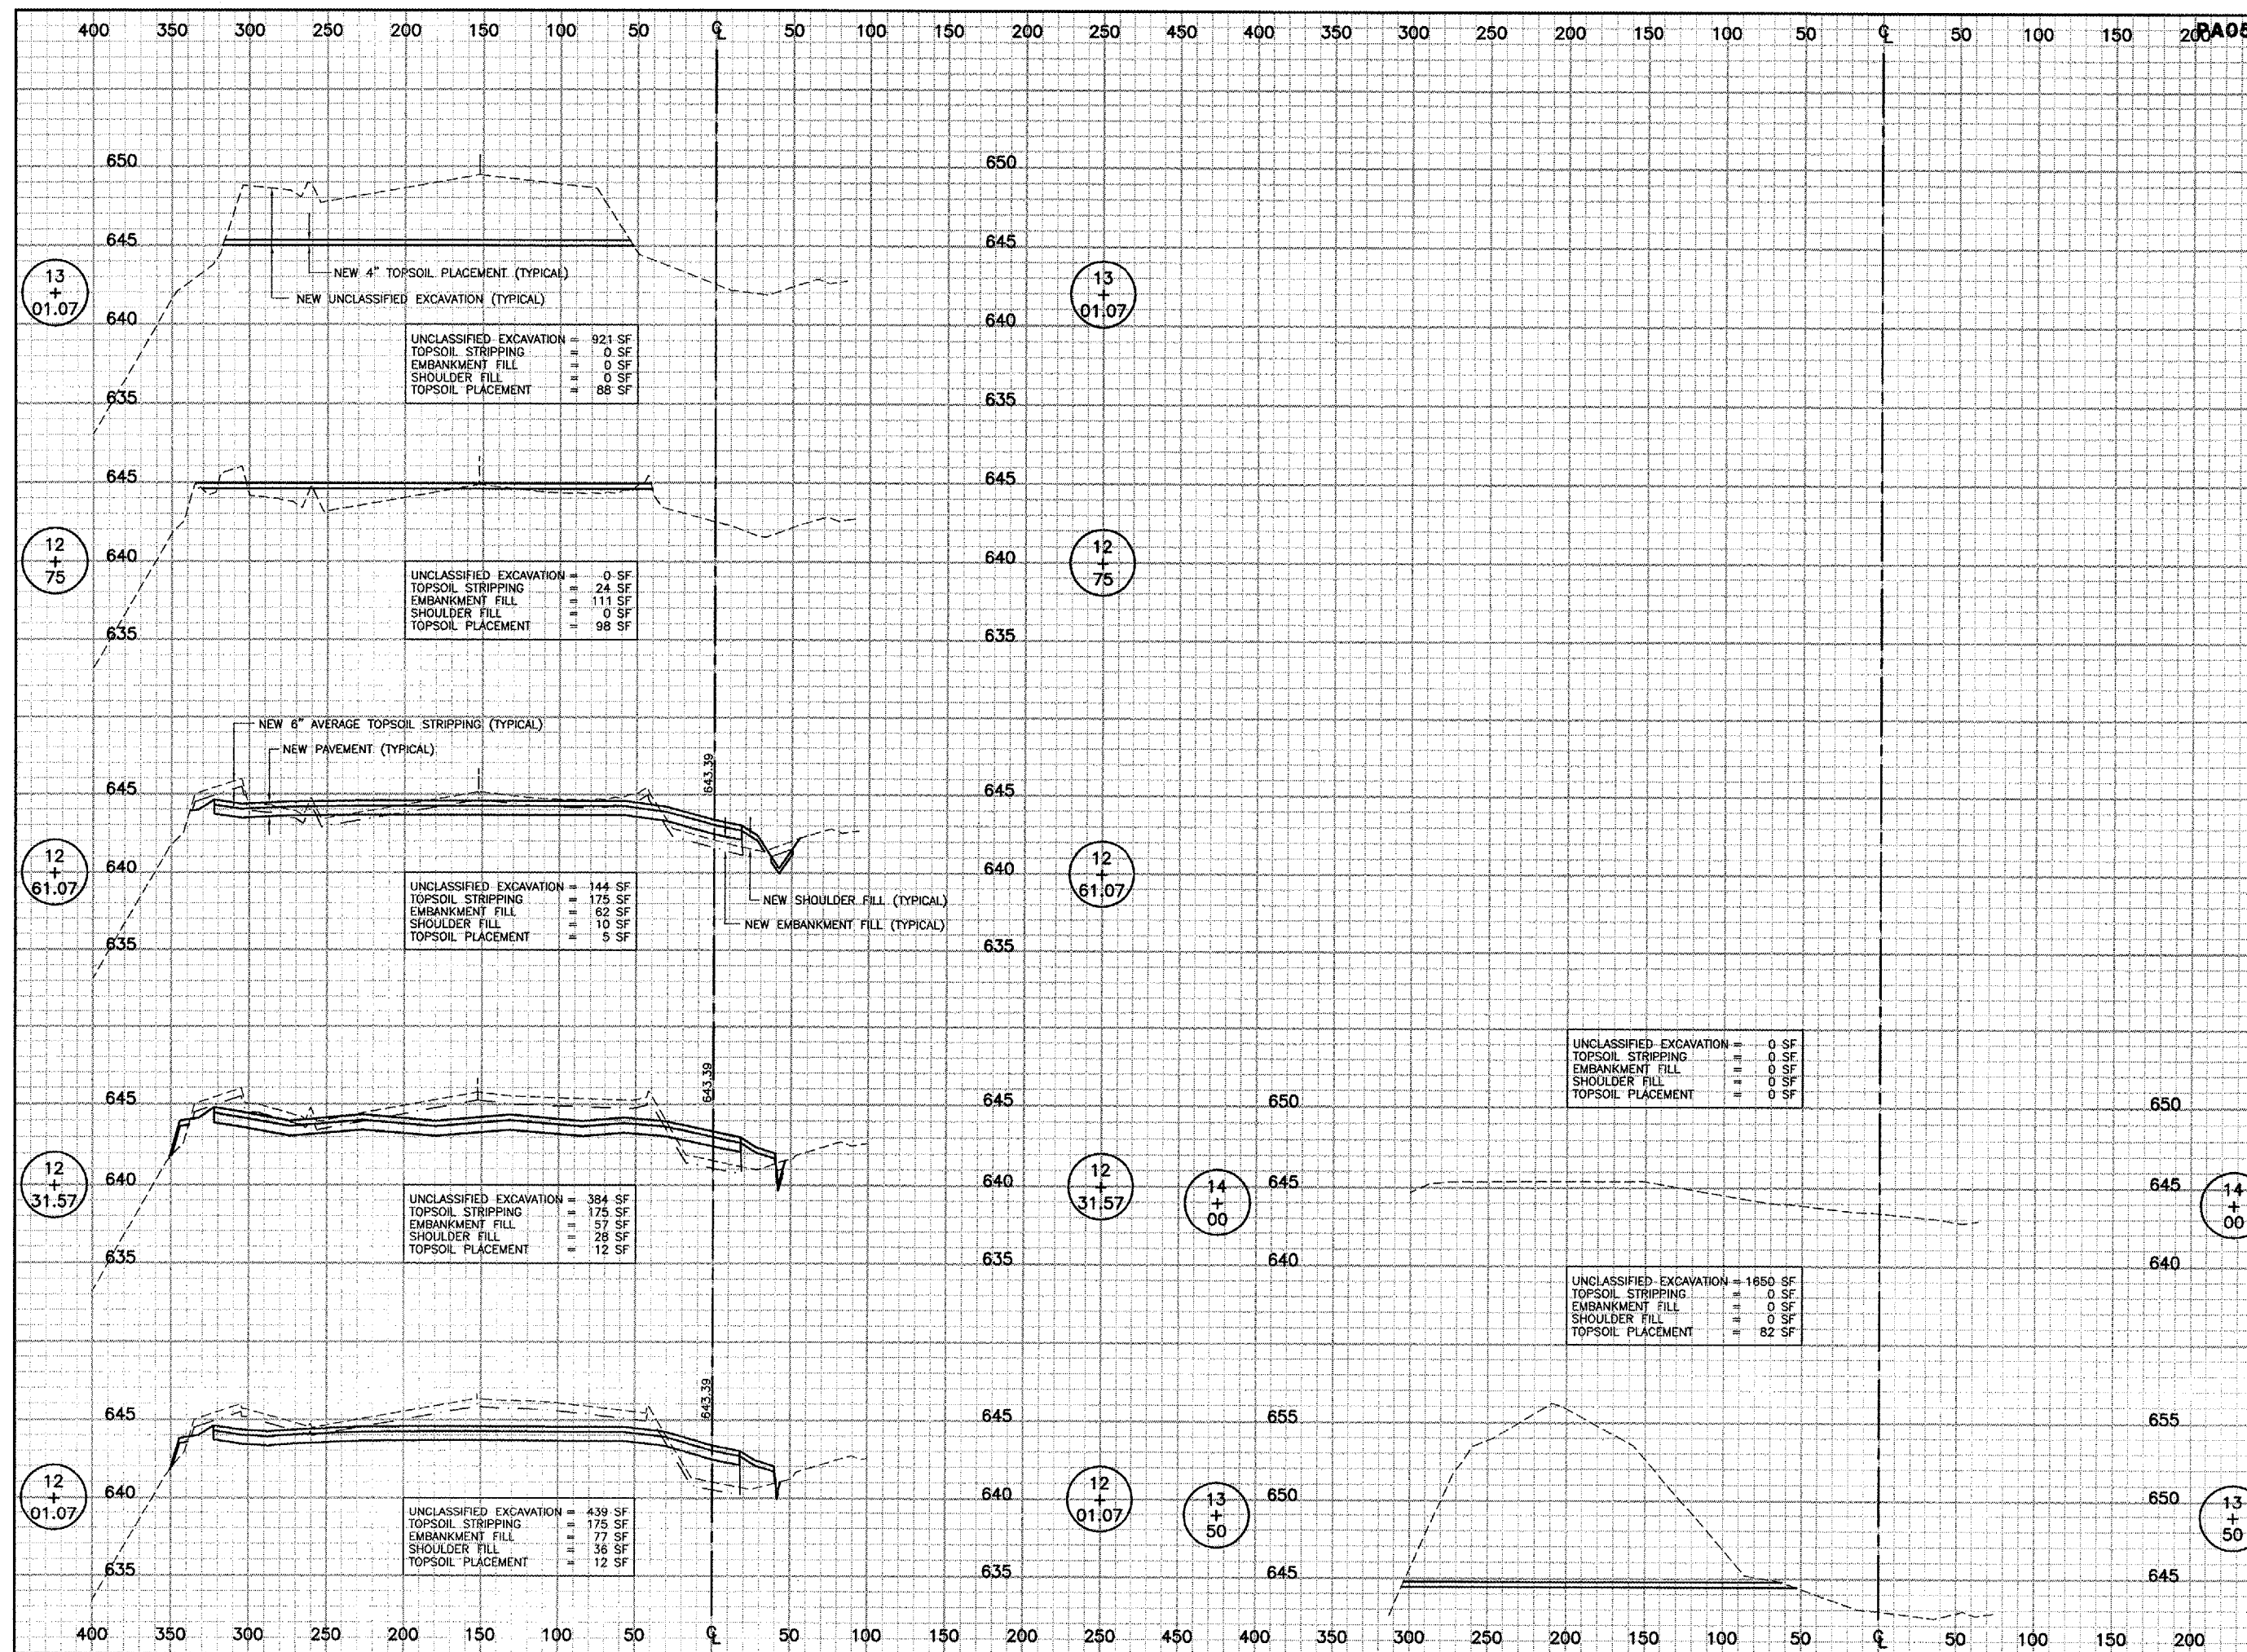 400 350 300 250 200 150 100 50 ℄ 50 100 150 200 250 450 400 350 300 250 200 150 100 50 ℄ 50 100 150 200
PA05
650 650
645 645
NEW 4" TOPSOIL PLACEMENT (TYPICAL)
13 + 01.07
13 + 01.07
NEW UNCLASSIFIED EXCAVATION (TYPICAL)
640 640
UNCLASSIFIED EXCAVATION = 921 SF
TOPSOIL STRIPPING = 0 SF
EMBANKMENT FILL = 0 SF
SHOULDER FILL = 0 SF
TOPSOIL PLACEMENT = 88 SF
635 635
645 645
12 + 75
12 + 75
640 640
UNCLASSIFIED EXCAVATION = 0 SF
TOPSOIL STRIPPING = 24 SF
EMBANKMENT FILL = 111 SF
SHOULDER FILL = 0 SF
TOPSOIL PLACEMENT = 98 SF
635 635
NEW 6" AVERAGE TOPSOIL STRIPPING (TYPICAL)
NEW PAVEMENT (TYPICAL)
643.39
645 645
12 + 61.07
12 + 61.07
640 640
UNCLASSIFIED EXCAVATION = 144 SF
TOPSOIL STRIPPING = 175 SF
EMBANKMENT FILL = 62 SF
SHOULDER FILL = 10 SF
TOPSOIL PLACEMENT = 5 SF
NEW SHOULDER FILL (TYPICAL)
NEW EMBANKMENT FILL (TYPICAL)
635 635
643.39
645 645
12 + 31.57
12 + 31.57
640 640
UNCLASSIFIED EXCAVATION = 384 SF
TOPSOIL STRIPPING = 175 SF
EMBANKMENT FILL = 57 SF
SHOULDER FILL = 28 SF
TOPSOIL PLACEMENT = 12 SF
635 635
643.39
645 645
12 + 01.07
12 + 01.07
640 640
UNCLASSIFIED EXCAVATION = 439 SF
TOPSOIL STRIPPING = 175 SF
EMBANKMENT FILL = 77 SF
SHOULDER FILL = 36 SF
TOPSOIL PLACEMENT = 12 SF
635 635
UNCLASSIFIED EXCAVATION = 0 SF
TOPSOIL STRIPPING = 0 SF
EMBANKMENT FILL = 0 SF
SHOULDER FILL = 0 SF
TOPSOIL PLACEMENT = 0 SF
650 650
645 645
14 + 00
14 + 00
640 640
UNCLASSIFIED EXCAVATION = 1650 SF
TOPSOIL STRIPPING = 0 SF
EMBANKMENT FILL = 0 SF
SHOULDER FILL = 0 SF
TOPSOIL PLACEMENT = 82 SF
655 655
650 650
13 + 50
13 + 50
645 645
400 350 300 250 200 150 100 50 ℄ 50 100 150 200 250 450 400 350 300 250 200 150 100 50 ℄ 50 100 150 200